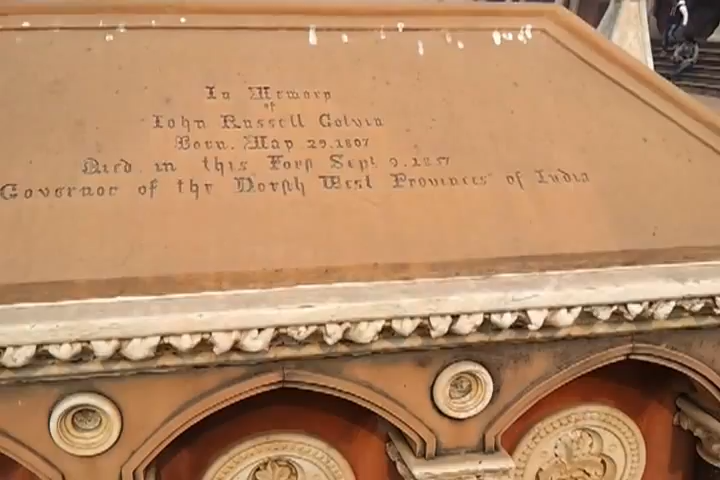 In Memory
of
John Russell Colvin
Born. May 29.1807
Died in this Fort Sept 9.1857
Governor of the North West Provinces of India